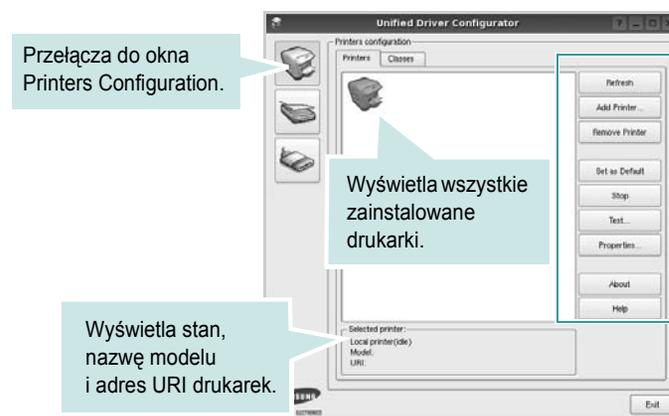 Unified Driver Configurator
Przełącza do okna
Printers Configuration.
Printers configuration
Printers
Classes
Refresh
Add Printer...
Remove Printer
Set as Default
Stop
Test...
Properties...
About
Help
Wyświetla wszystkie
zainstalowane
drukarki.
Wyświetla stan,
nazwę modelu
i adres URI drukarek.
Selected printer:
Local printer(idle)
Model:
URI:
ELECTRONICS
Exit